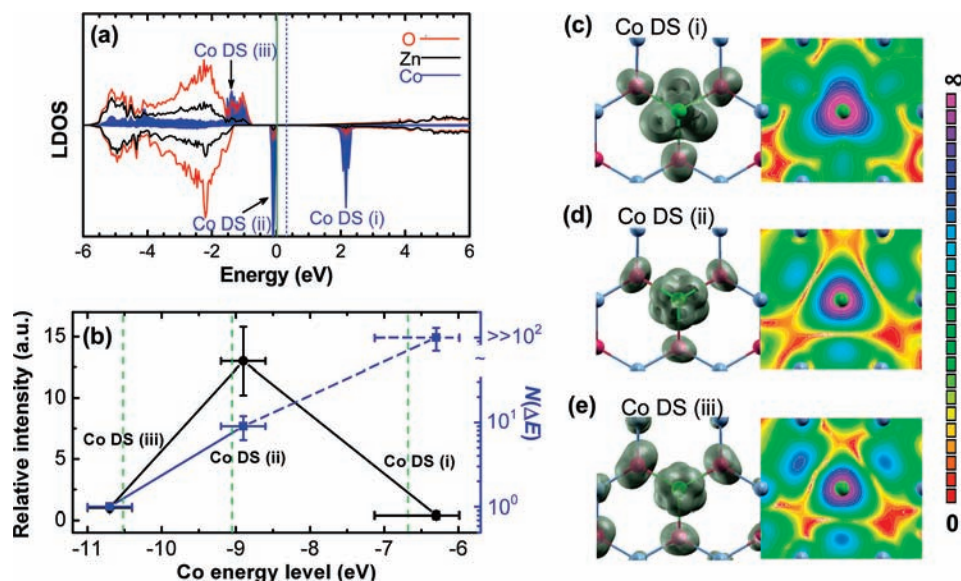 (a)
Co DS (iii)
O
Zn
Co
LDOS
Co DS (ii)
Co DS (i)
-6 -4 -2 0 2 4 6
Energy (eV)
(b)
15
10
5
0
Relative intensity (a.u.)
Co DS (iii)
Co DS (ii)
Co DS (i)
>>10²
~
10¹
10⁰
N(ΔE)
-11 -10 -9 -8 -7 -6
Co energy level (eV)
(c) Co DS (i)
(d) Co DS (ii)
(e) Co DS (iii)
∞
0